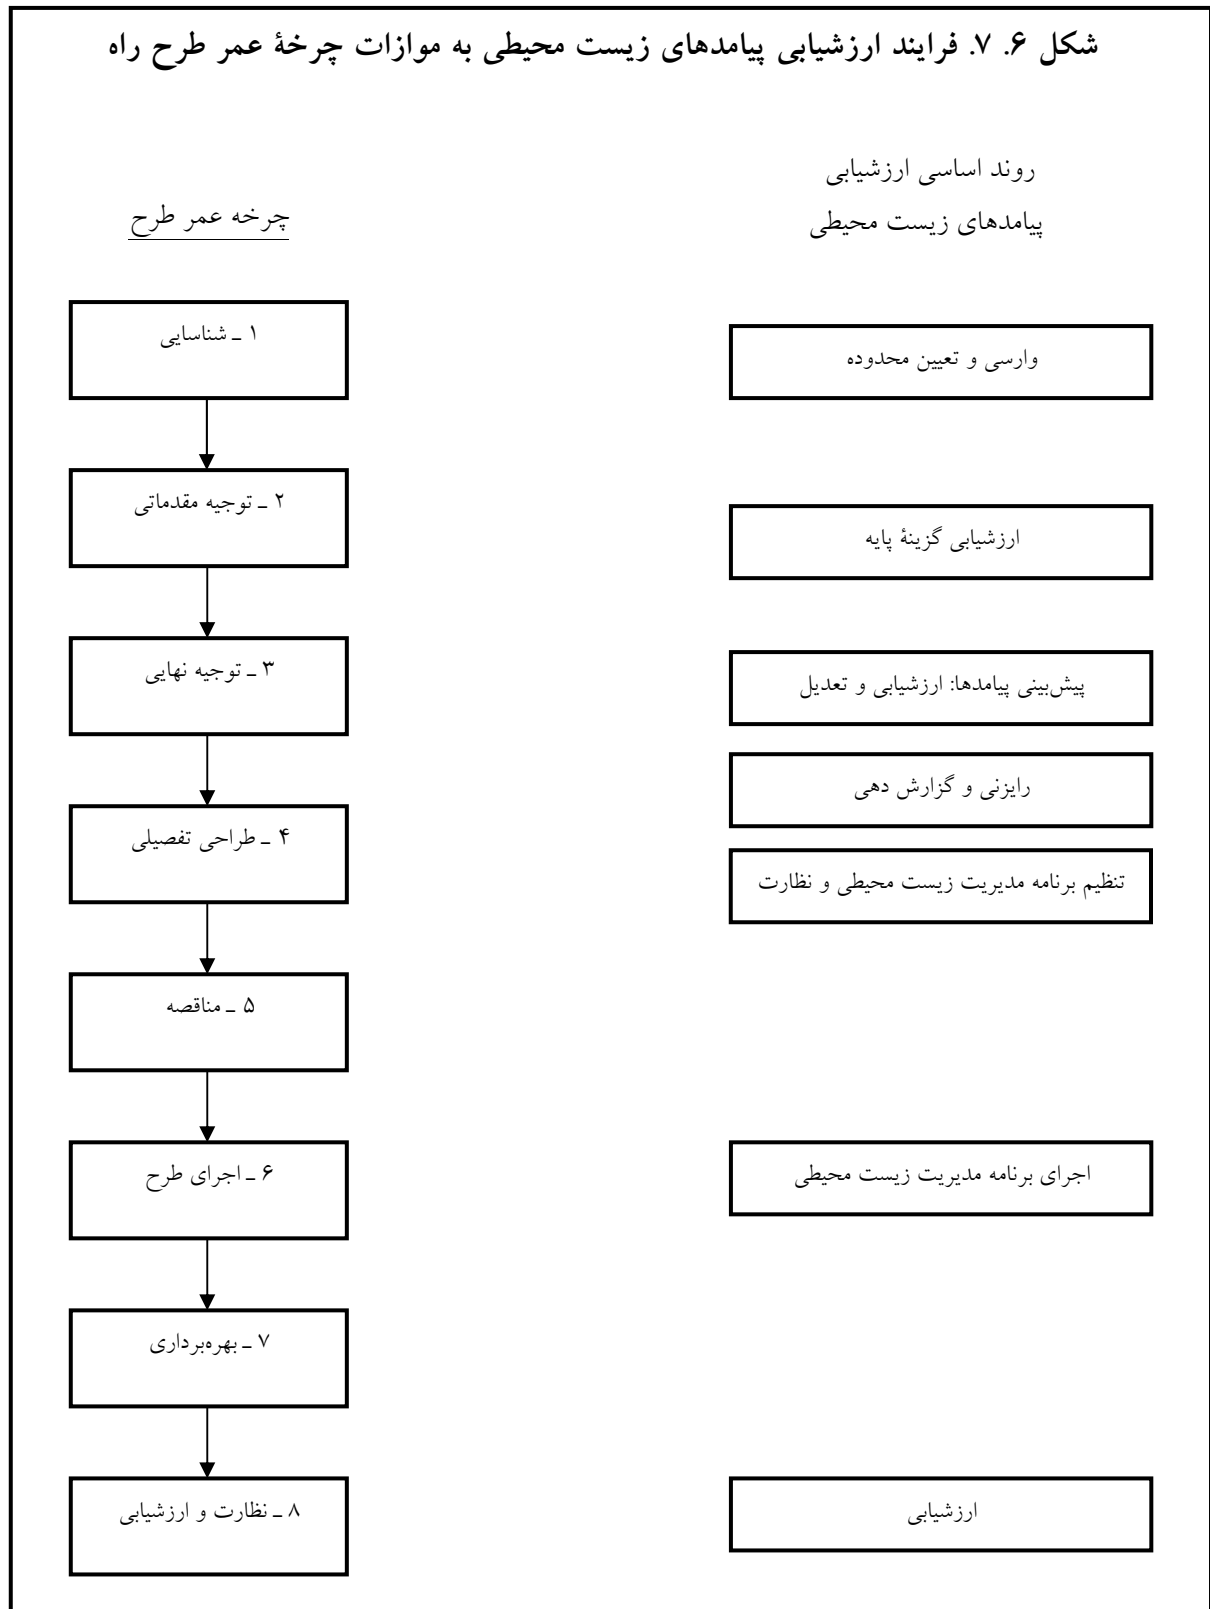 شکل ۶. ۷. فرایند ارزشیابی پیامدهای زیست محیطی به موازات چرخۀ عمر طرح راه
روند اساسی ارزشیابی
پیامدهای زیست محیطی
چرخه عمر طرح
۱ ـ شناسایی
وارسی و تعیین محدوده
۲ ـ توجیه مقدماتی
ارزشیابی گزینۀ پایه
۳ ـ توجیه نهایی
پیش‌بینی پیامدها: ارزشیابی و تعدیل
رایزنی و گزارش دهی
۴ ـ طراحی تفصیلی
تنظیم برنامه مدیریت زیست محیطی و نظارت
۵ ـ مناقصه
۶ ـ اجرای طرح
اجرای برنامه مدیریت زیست محیطی
۷ ـ بهره‌برداری
۸ ـ نظارت و ارزشیابی
ارزشیابی